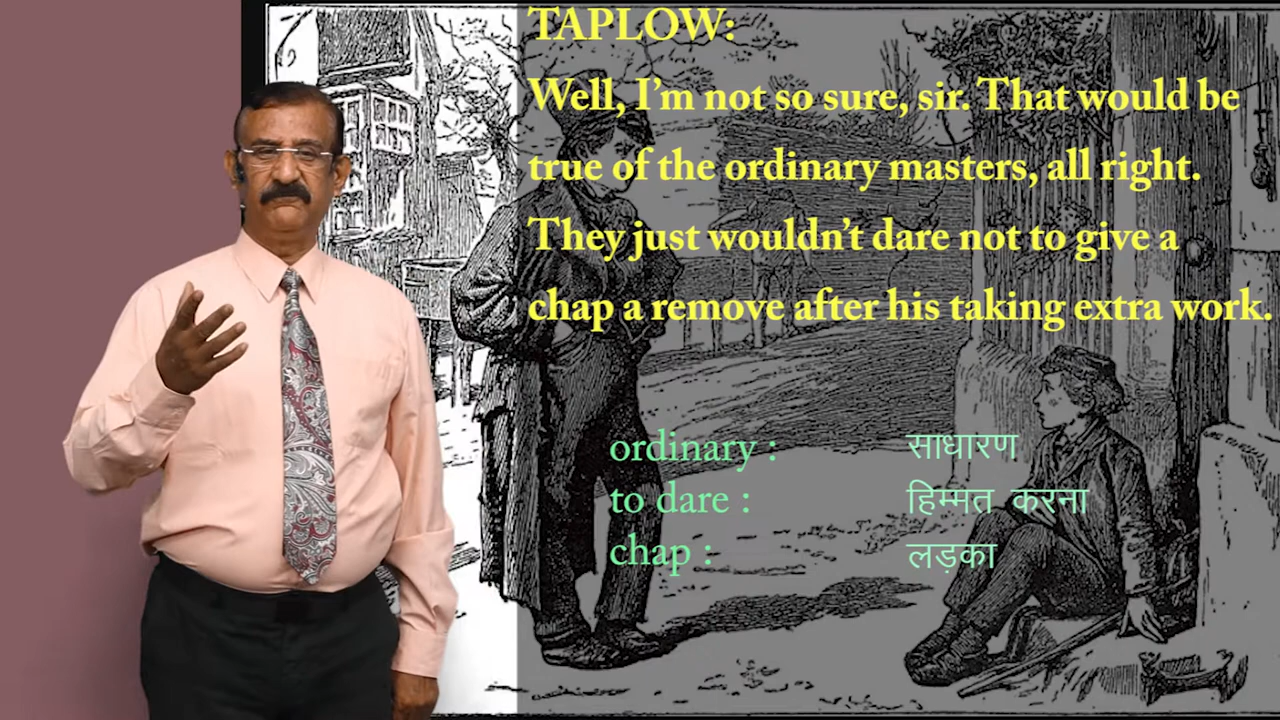 TAPLOW:
Well, I’m not so sure, sir. That would be
true of the ordinary masters, all right.
They just wouldn’t dare not to give a
chap a remove after his taking extra work.
ordinary : साधारण
to dare : हिम्मत करना
chap : लड़का